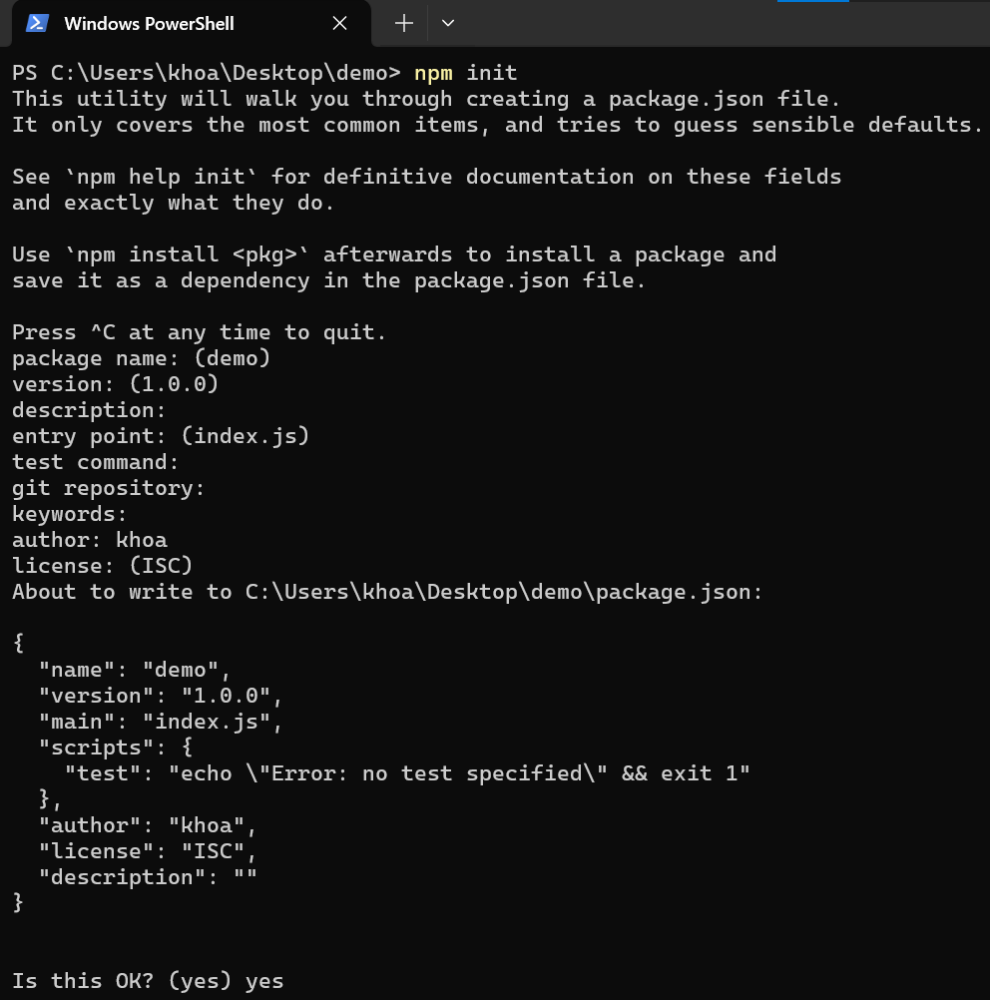 Windows PowerShell
PS C:\Users\khoa\Desktop\demo> npm init
This utility will walk you through creating a package.json file.
It only covers the most common items, and tries to guess sensible defaults.

See `npm help init` for definitive documentation on these fields
and exactly what they do.

Use `npm install <pkg>` afterwards to install a package and
save it as a dependency in the package.json file.

Press ^C at any time to quit.
package name: (demo)
version: (1.0.0)
description:
entry point: (index.js)
test command:
git repository:
keywords:
author: khoa
license: (ISC)
About to write to C:\Users\khoa\Desktop\demo\package.json:

{
  "name": "demo",
  "version": "1.0.0",
  "main": "index.js",
  "scripts": {
    "test": "echo \"Error: no test specified\" && exit 1"
  },
  "author": "khoa",
  "license": "ISC",
  "description": ""
}

Is this OK? (yes) yes